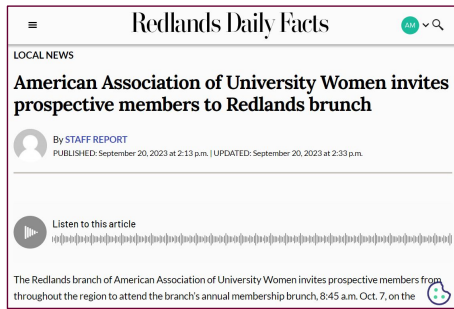 Redlands Daily Facts
AM
LOCAL NEWS
American Association of University Women invites
prospective members to Redlands brunch
By STAFF REPORT
PUBLISHED: September 20, 2023 at 2:13 p.m. | UPDATED: September 20, 2023 at 2:33 p.m.
Listen to this article
The Redlands branch of American Association of University Women invites prospective members from
throughout the region to attend the branch's annual membership brunch, 8:45 a.m. Oct. 7, on the